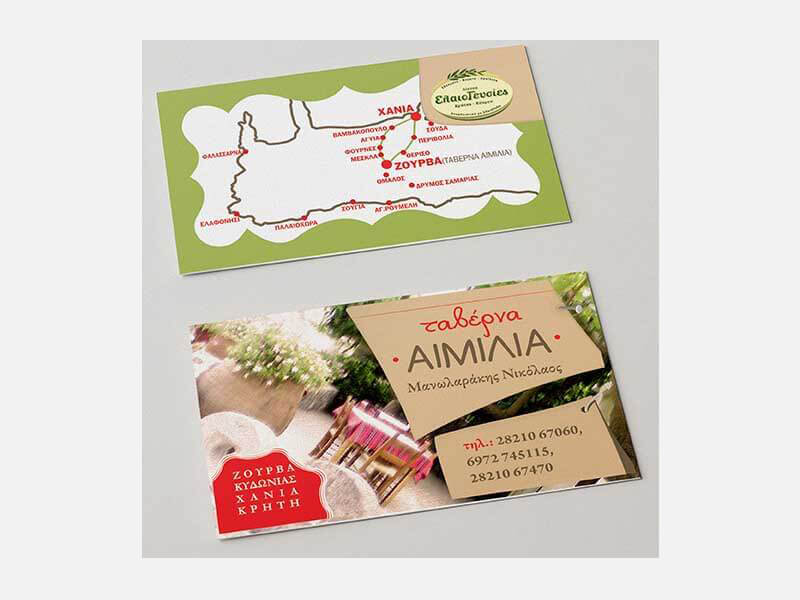 ΧΑΝΙΑ
ΣΟΥΔΑ
ΒΑΜΒΑΚΟΠΟΥΛΟ
ΠΕΡΙΒΟΛΙΑ
ΑΓΥΙΑ
ΦΟΥΡΝΕΣ
ΘΕΡΙΣΟ
ΜΕΣΚΛΑ
ΖΟΥΡΒΑ (ΤΑΒΕΡΝΑ ΑΙΜΙΛΙΑ)
ΟΜΑΛΟΣ
ΔΡΥΜΟΣ ΣΑΜΑΡΙΑΣ
ΦΑΛΑΣΣΑΡΝΑ
ΕΛΑΦΟΝΗΣΙ
ΠΑΛΑΙΟΧΩΡΑ
ΣΟΥΓΙΑ
ΑΓ.ΡΟΥΜΕΛΗ
ΕλαιοΓευσίες
ταβέρνα
ΑΙΜΙΛΙΑ
Μανωλαράκης Νικόλαος
τηλ.: 28210 67060,
6972 745115,
28210 67470
ΖΟΥΡΒΑ
ΚΥΔΩΝΙΑΣ
ΧΑΝΙΑ
ΚΡΗΤΗ